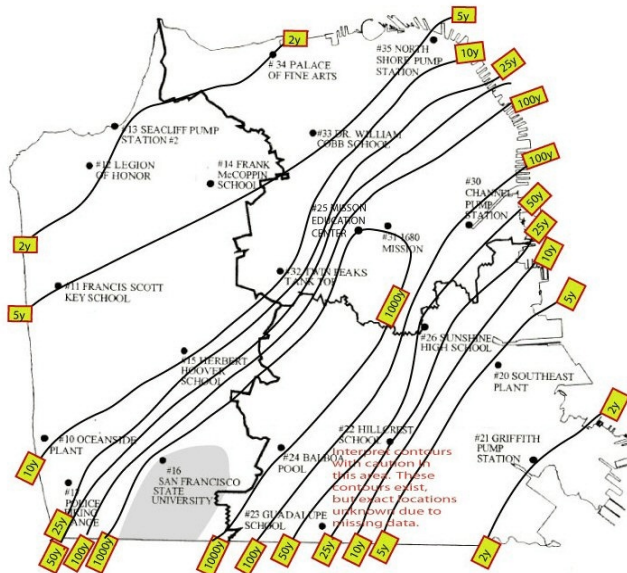 2y
5y
#35 NORTH
SHORE PUMP
STATION
10y
# 34 PALACE
OF FINE ARTS
25y
100y
#13 SEACLIFF PUMP
STATION #2
#33 DR. WILLIAM
COBB SCHOOL
#12 LEGION
OF HONOR
#14 FRANK
McCOPPIN
SCHOOL
100y
#30
CHANNEL
PUMP
STATION
50y
#25 MISSON
EDUCATION
CENTER
25y
#31 1680
MISSION
10y
2y
#32 TWIN PEAKS
TANK TOE
#11 FRANCIS SCOTT
KEY SCHOOL
5y
5y
1000y
#26 SUNSHINE
HIGH SCHOOL
#15 HERBERT
HOOVER
SCHOOL
#20 SOUTHEAST
PLANT
2y
#10 OCEANSIDE
PLANT
#22 HILLCREST
SCHOOL
#21 GRIFFITH
PUMP
STATION
#24 BALBOA
POOL
Interpret contours
with caution in
this area. These
contours exist,
but exact locations
unknown due to
missing data.
10y
#16
SAN FRANCISCO
STATE
UNIVERSITY
POLICE
#23 GUADALUPE
SCHOOL
25y
50y
100y
1000y
1000y
100y
50y
25y
10y
5y
2y